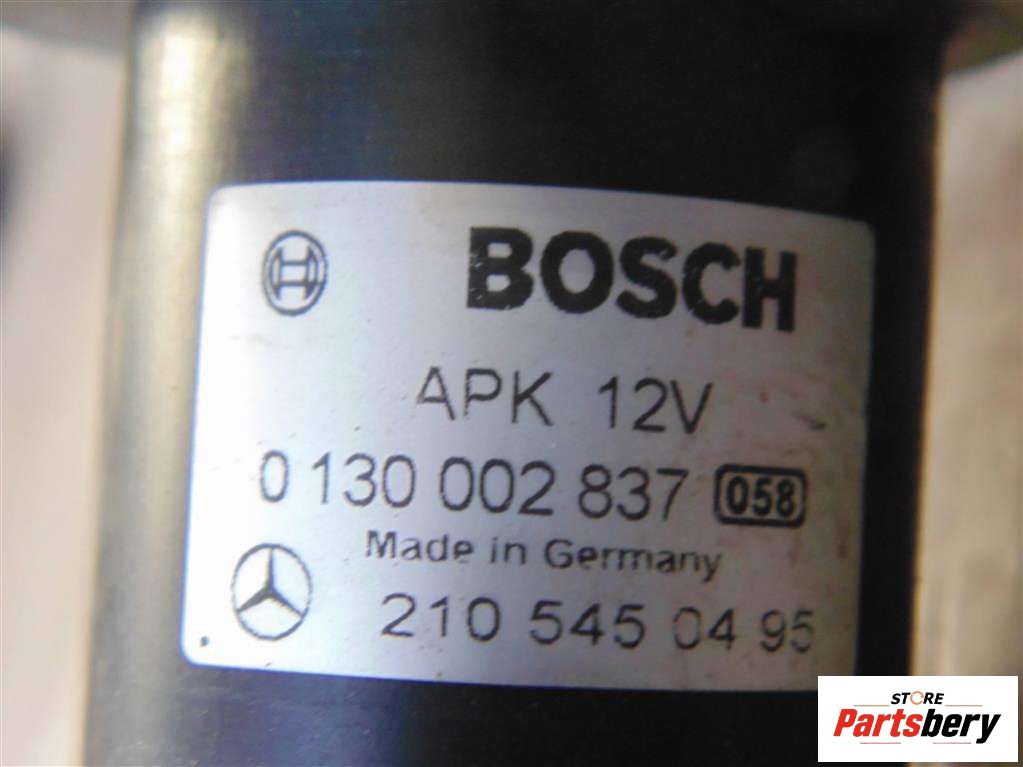 BOSCH
APK 12V
0 130 002 837 058
Made in Germany
210 545 04 95
STORE
Partsbery